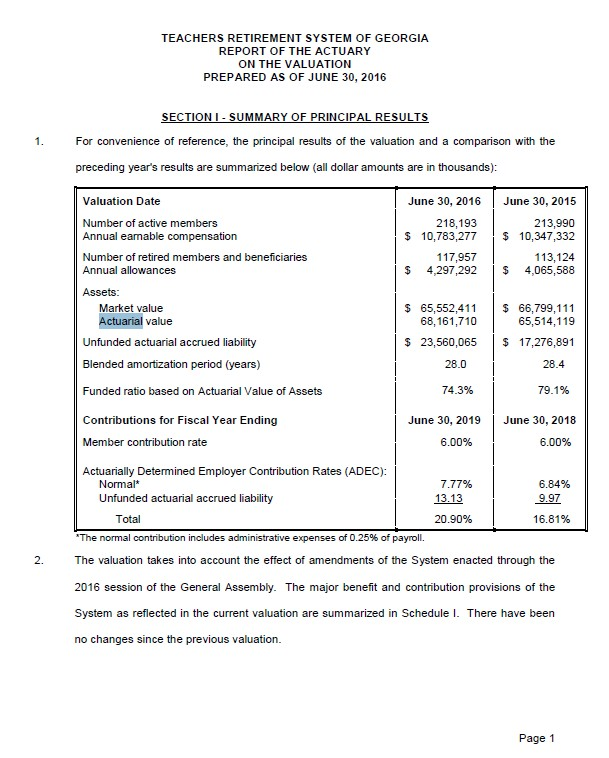 TEACHERS RETIREMENT SYSTEM OF GEORGIA
REPORT OF THE ACTUARY
ON THE VALUATION
PREPARED AS OF JUNE 30, 2016
SECTION I - SUMMARY OF PRINCIPAL RESULTS
1. For convenience of reference, the principal results of the valuation and a comparison with the
preceding year's results are summarized below (all dollar amounts are in thousands):
Valuation Date June 30, 2016 June 30, 2015
Number of active members 218,193 213,990
Annual earnable compensation $ 10,783,277 $ 10,347,332
Number of retired members and beneficiaries 117,957 113,124
Annual allowances $ 4,297,292 $ 4,065,588
Assets:
Market value $ 65,552,411 $ 66,799,111
Actuarial value 68,161,710 65,514,119
Unfunded actuarial accrued liability $ 23,560,065 $ 17,276,891
Blended amortization period (years) 28.0 28.4
Funded ratio based on Actuarial Value of Assets 74.3% 79.1%
Contributions for Fiscal Year Ending June 30, 2019 June 30, 2018
Member contribution rate 6.00% 6.00%
Actuarially Determined Employer Contribution Rates (ADEC):
Normal* 7.77% 6.84%
Unfunded actuarial accrued liability 13.13 9.97
Total 20.90% 16.81%
*The normal contribution includes administrative expenses of 0.25% of payroll.
2. The valuation takes into account the effect of amendments of the System enacted through the
2016 session of the General Assembly. The major benefit and contribution provisions of the
System as reflected in the current valuation are summarized in Schedule I. There have been
no changes since the previous valuation.
Page 1